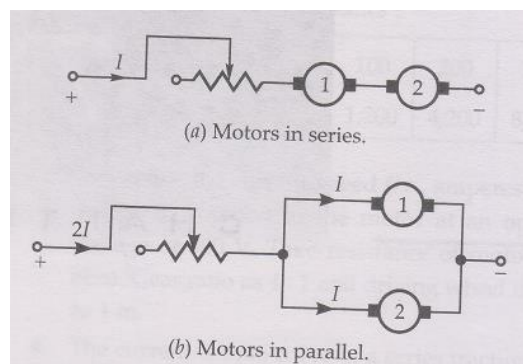 I
+
1
2
−
(a) Motors in series.
2I
+
I
1
−
I
2
(b) Motors in parallel.